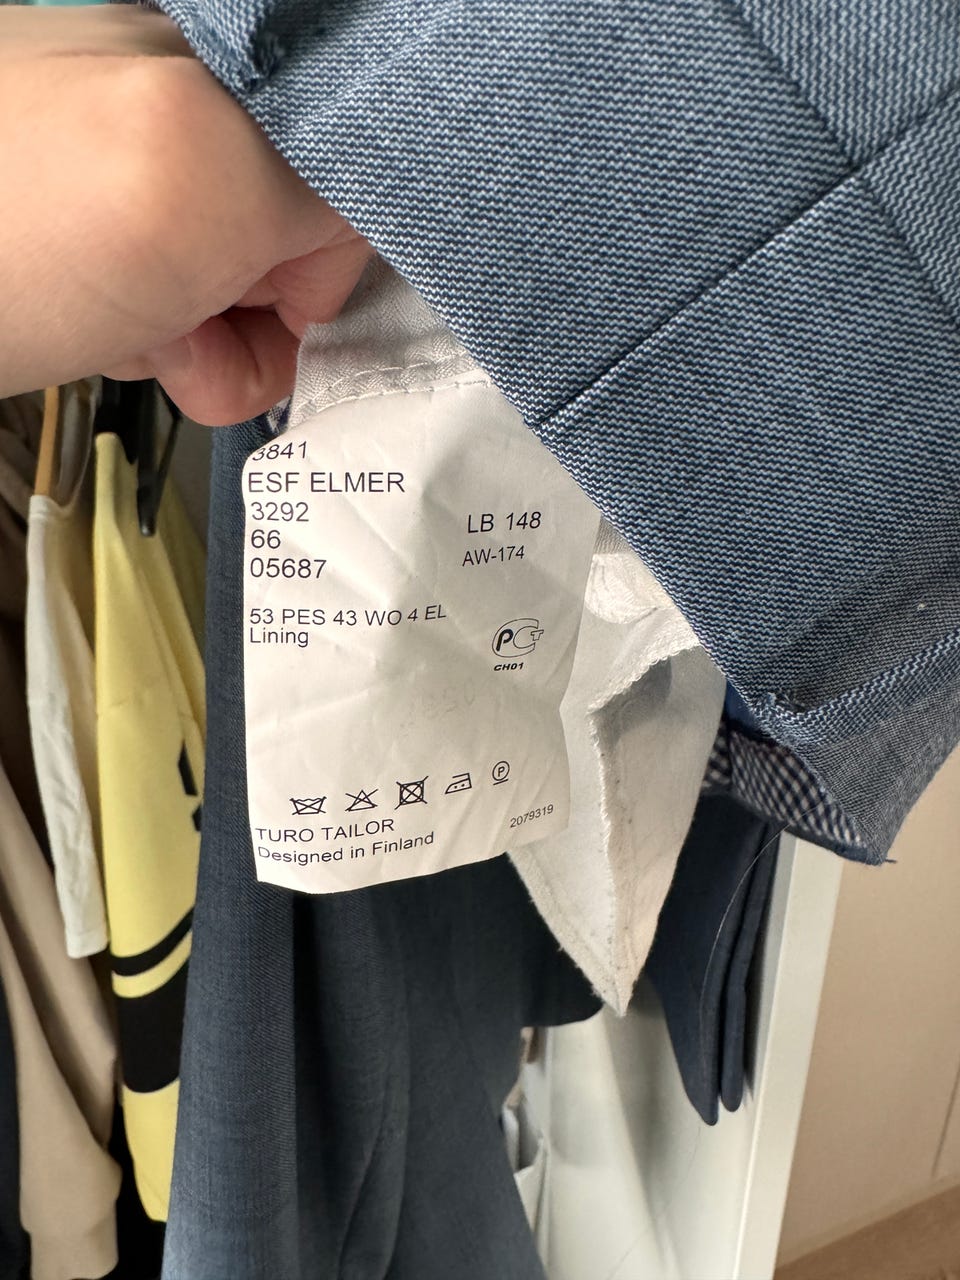 3841
ESF ELMER
3292
66
05687
LB 148
AW-174
53 PES 43 WO 4 EL
Lining
РСТ
CH01
P
TURO TAILOR
Designed in Finland
2079319